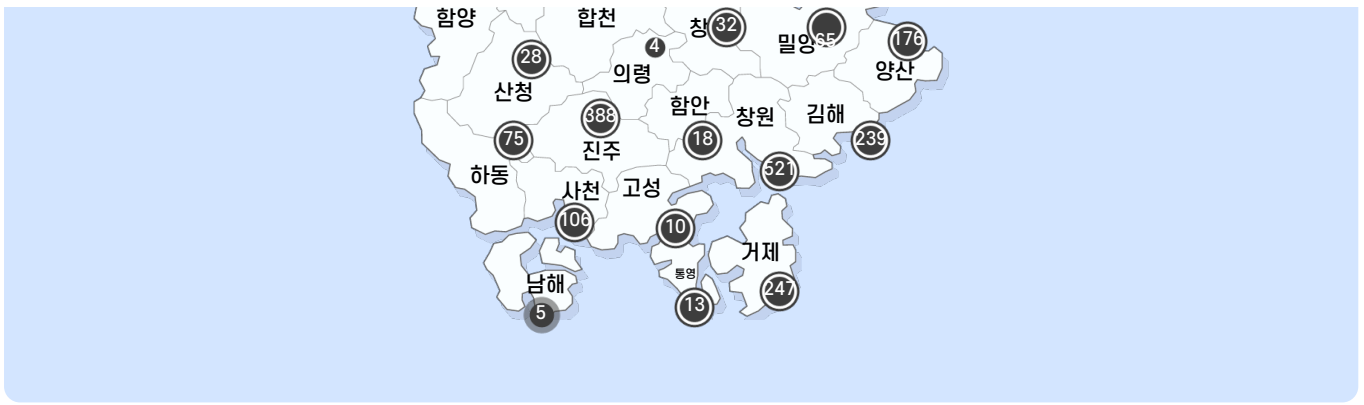 함양
합천
창
32
밀양
65
176
양산
28
산청
4
의령
388
진주
함안
18
창원
김해
239
75
하동
521
사천
106
고성
10
거제
247
통영
13
남해
5